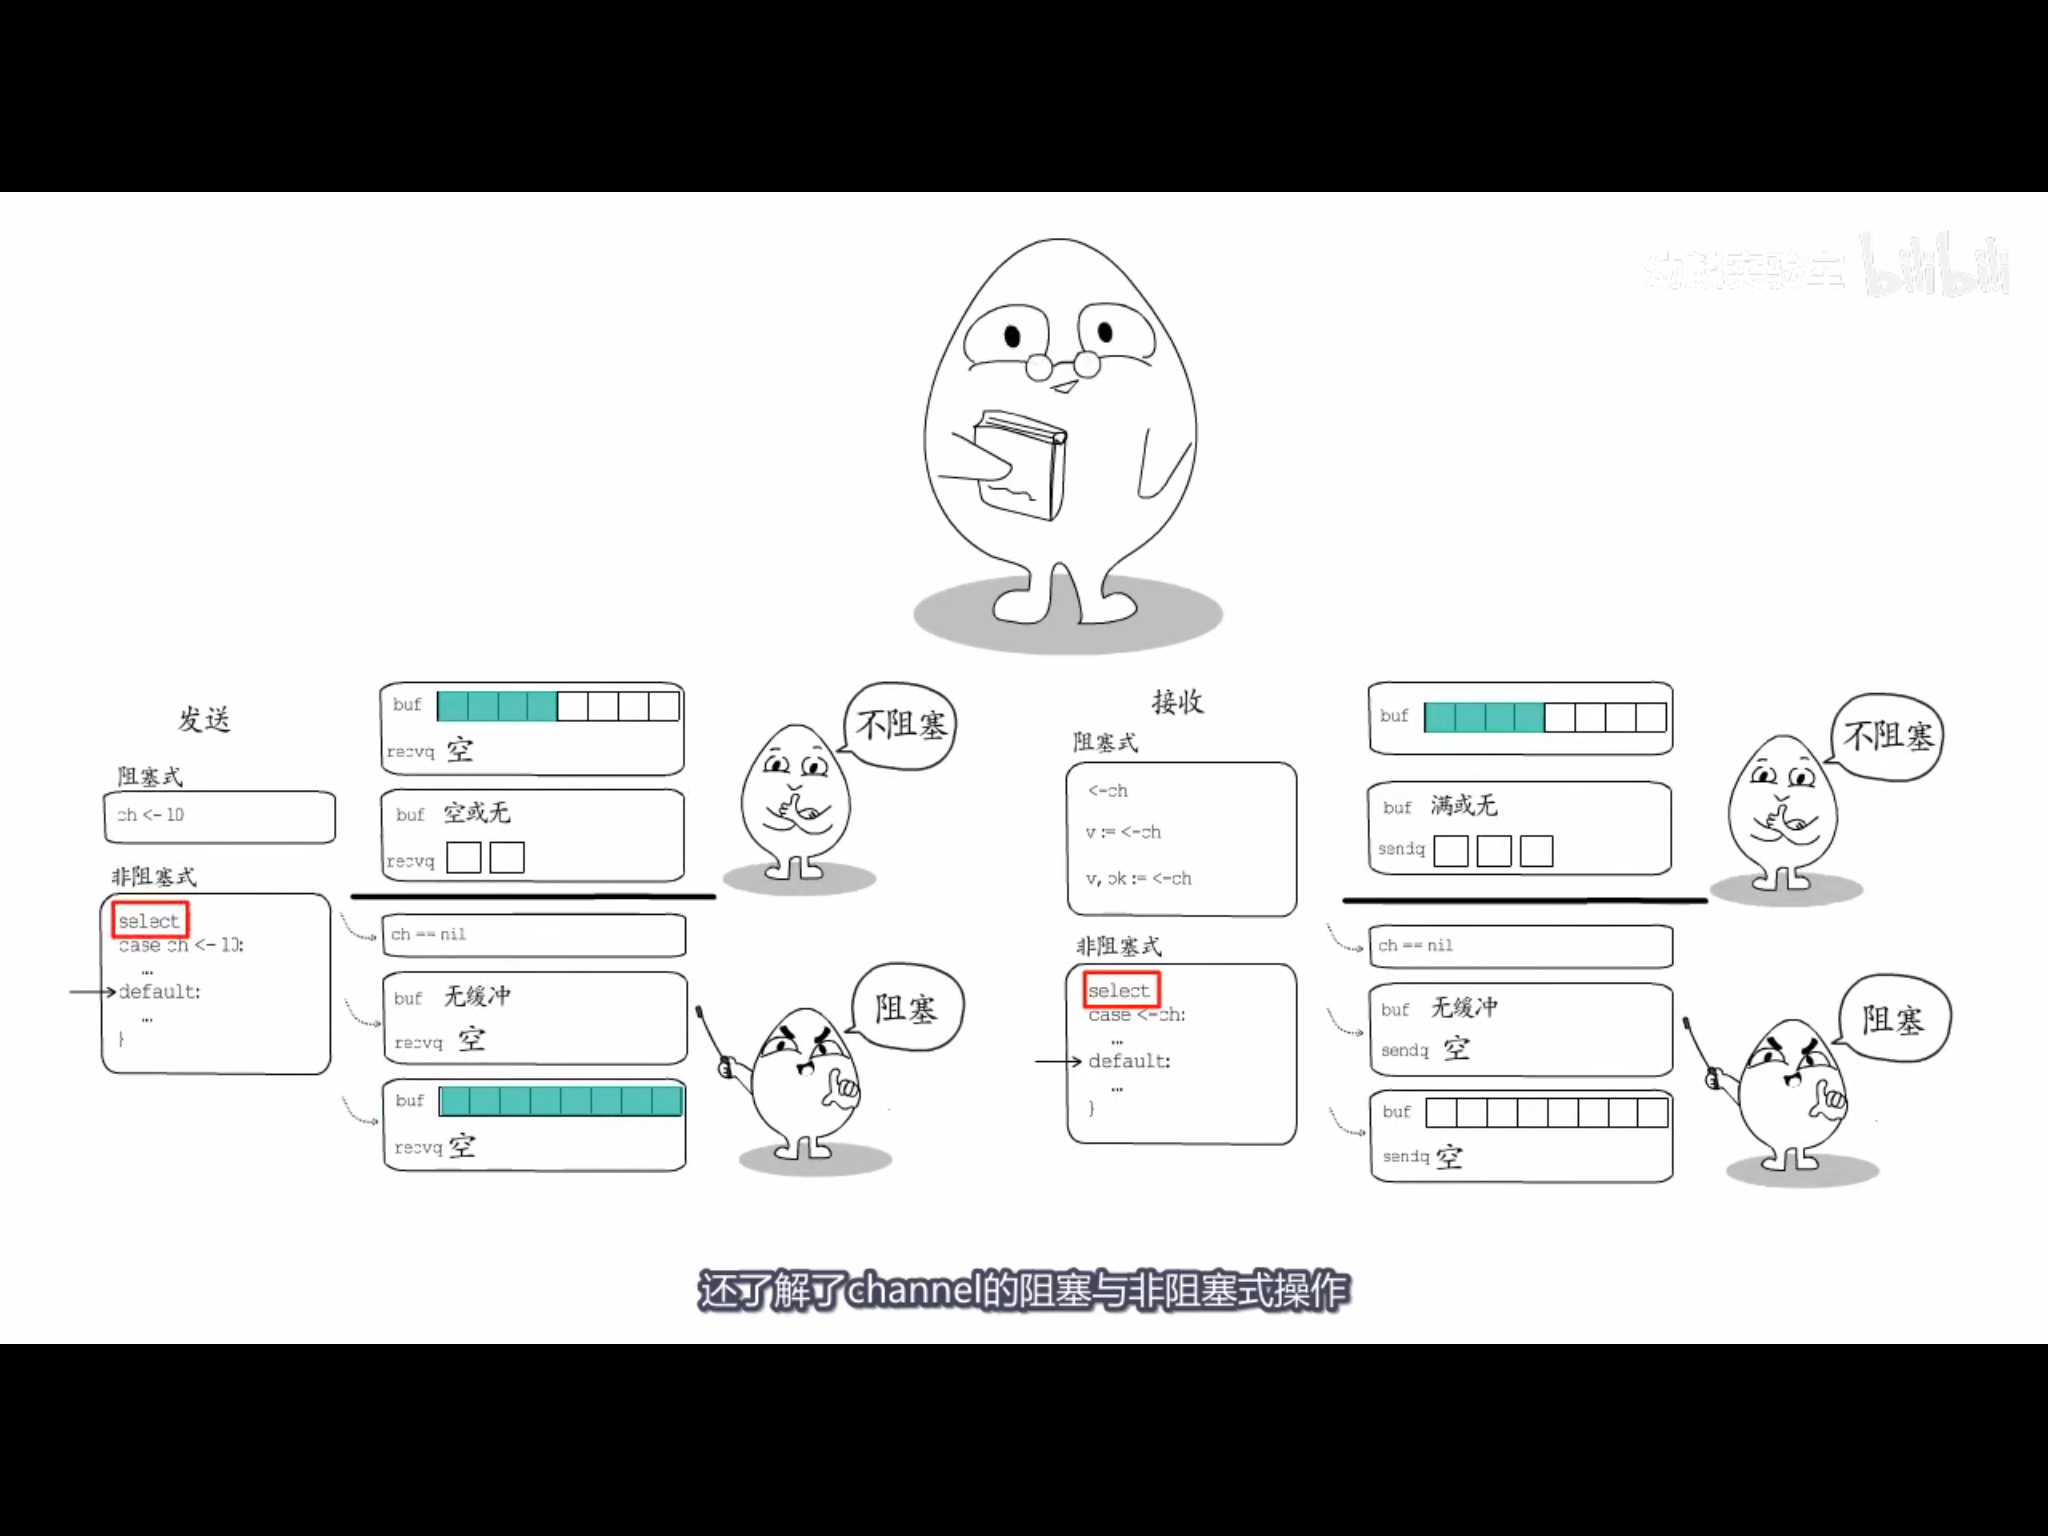 幼麟实验室 bilibili
发送
阻塞式
ch <- 10
非阻塞式
select
case ch <- 10:
...
default:
...
}
buf
recvq 空
buf 空或无
recvq
不阻塞
ch == nil
buf 无缓冲
recvq 空
buf
recvq 空
阻塞
接收
阻塞式
<-ch
v := <-ch
v, ok := <-ch
非阻塞式
select
case <-ch:
...
default:
...
}
buf
buf 满或无
sendq
不阻塞
ch == nil
buf 无缓冲
sendq 空
buf
sendq 空
阻塞
还了解了channel的阻塞与非阻塞式操作